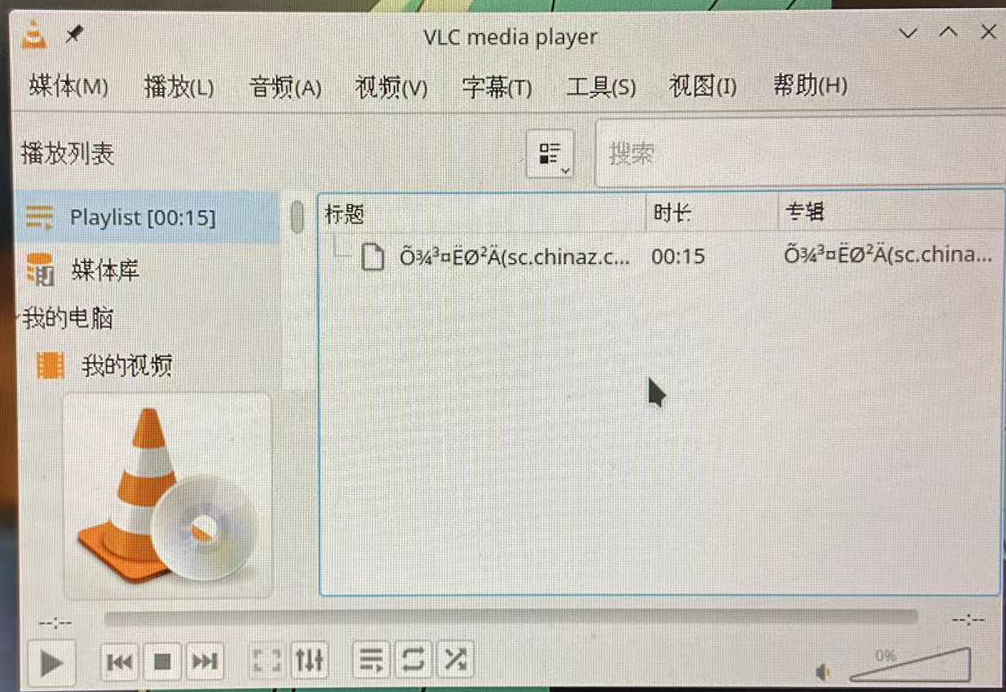 VLC media player
媒体(M) 播放(L) 音频(A) 视频(V) 字幕(T) 工具(S) 视图(I) 帮助(H)
播放列表 搜索
Playlist [00:15]
标题 时长 专辑
Õ¾³¤ËØ²Ä(sc.chinaz.c... 00:15 Õ¾³¤ËØ²Ä(sc.china...
媒体库
我的电脑
我的视频
--:-- --:--
0%